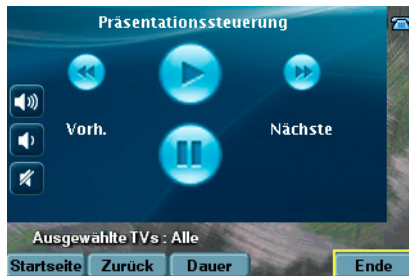 Präsentationssteuerung
Vorh. Nächste
Ausgewählte TVs : Alle
Startseite Zurück Dauer Ende